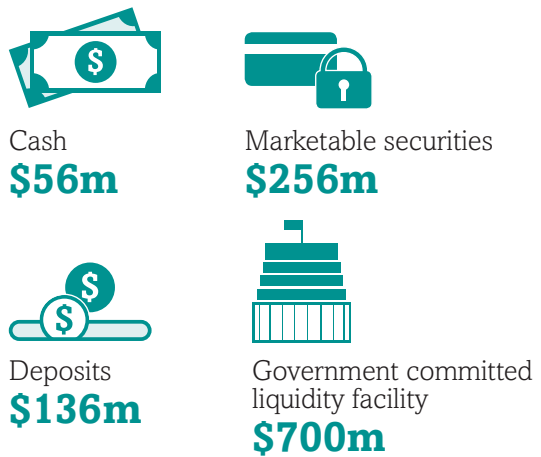 $
Cash
$56m
Marketable securities
$256m
$
$
Deposits
$136m
Government committed
liquidity facility
$700m